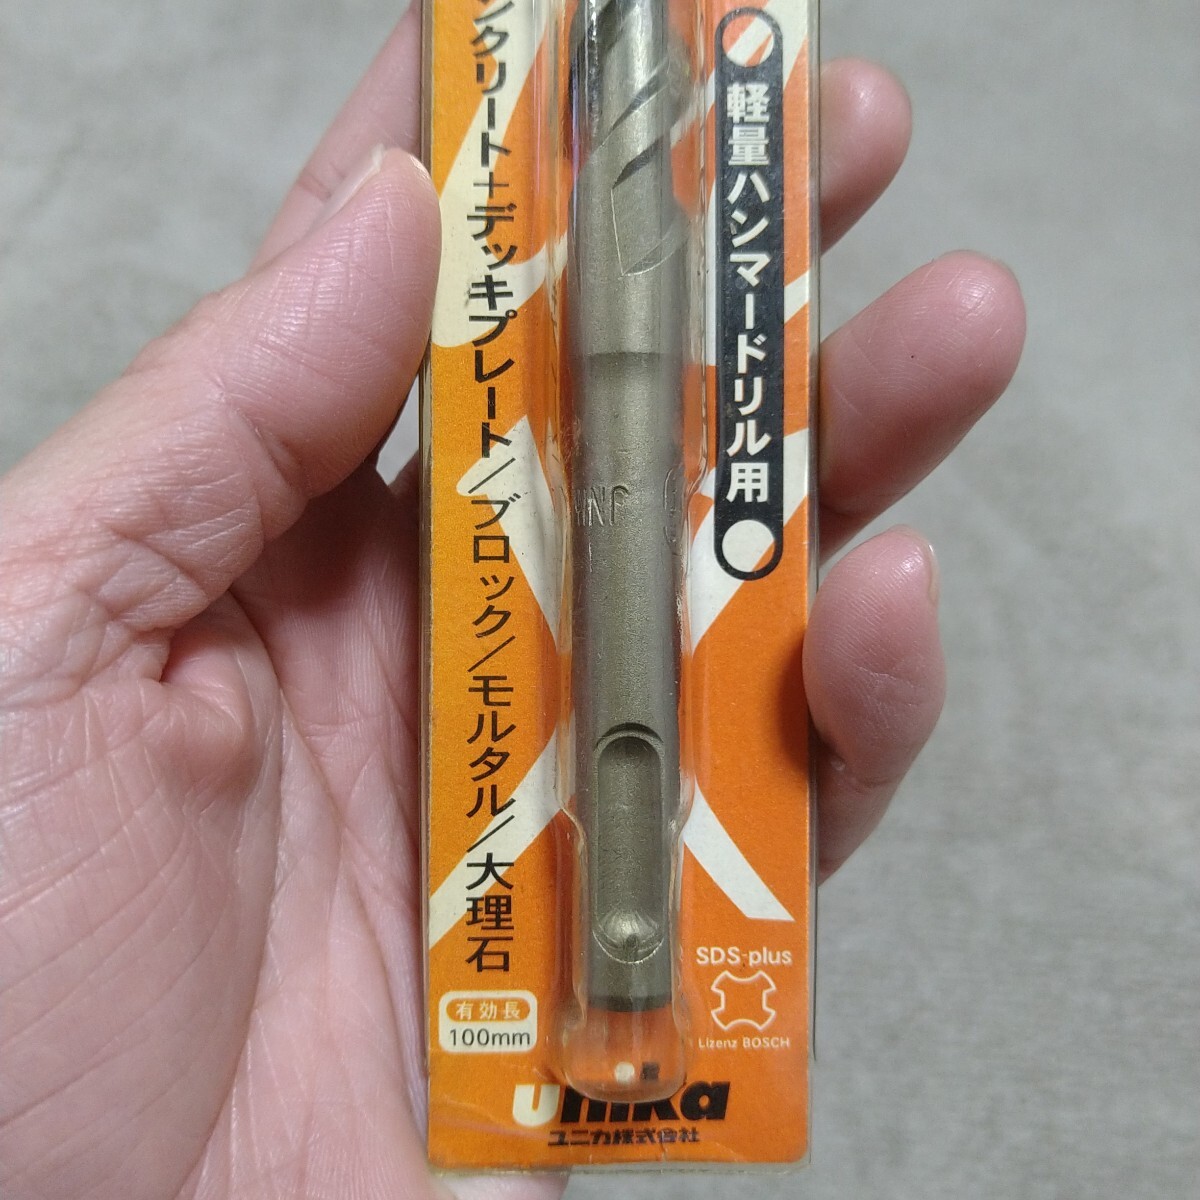 ンクリート＋デッキプレート/ブロック/モルタル/大理石
軽量ハンマードリル用
SDS-plus
Lizenz BOSCH
有効長
100mm
unika
ユニカ株式会社